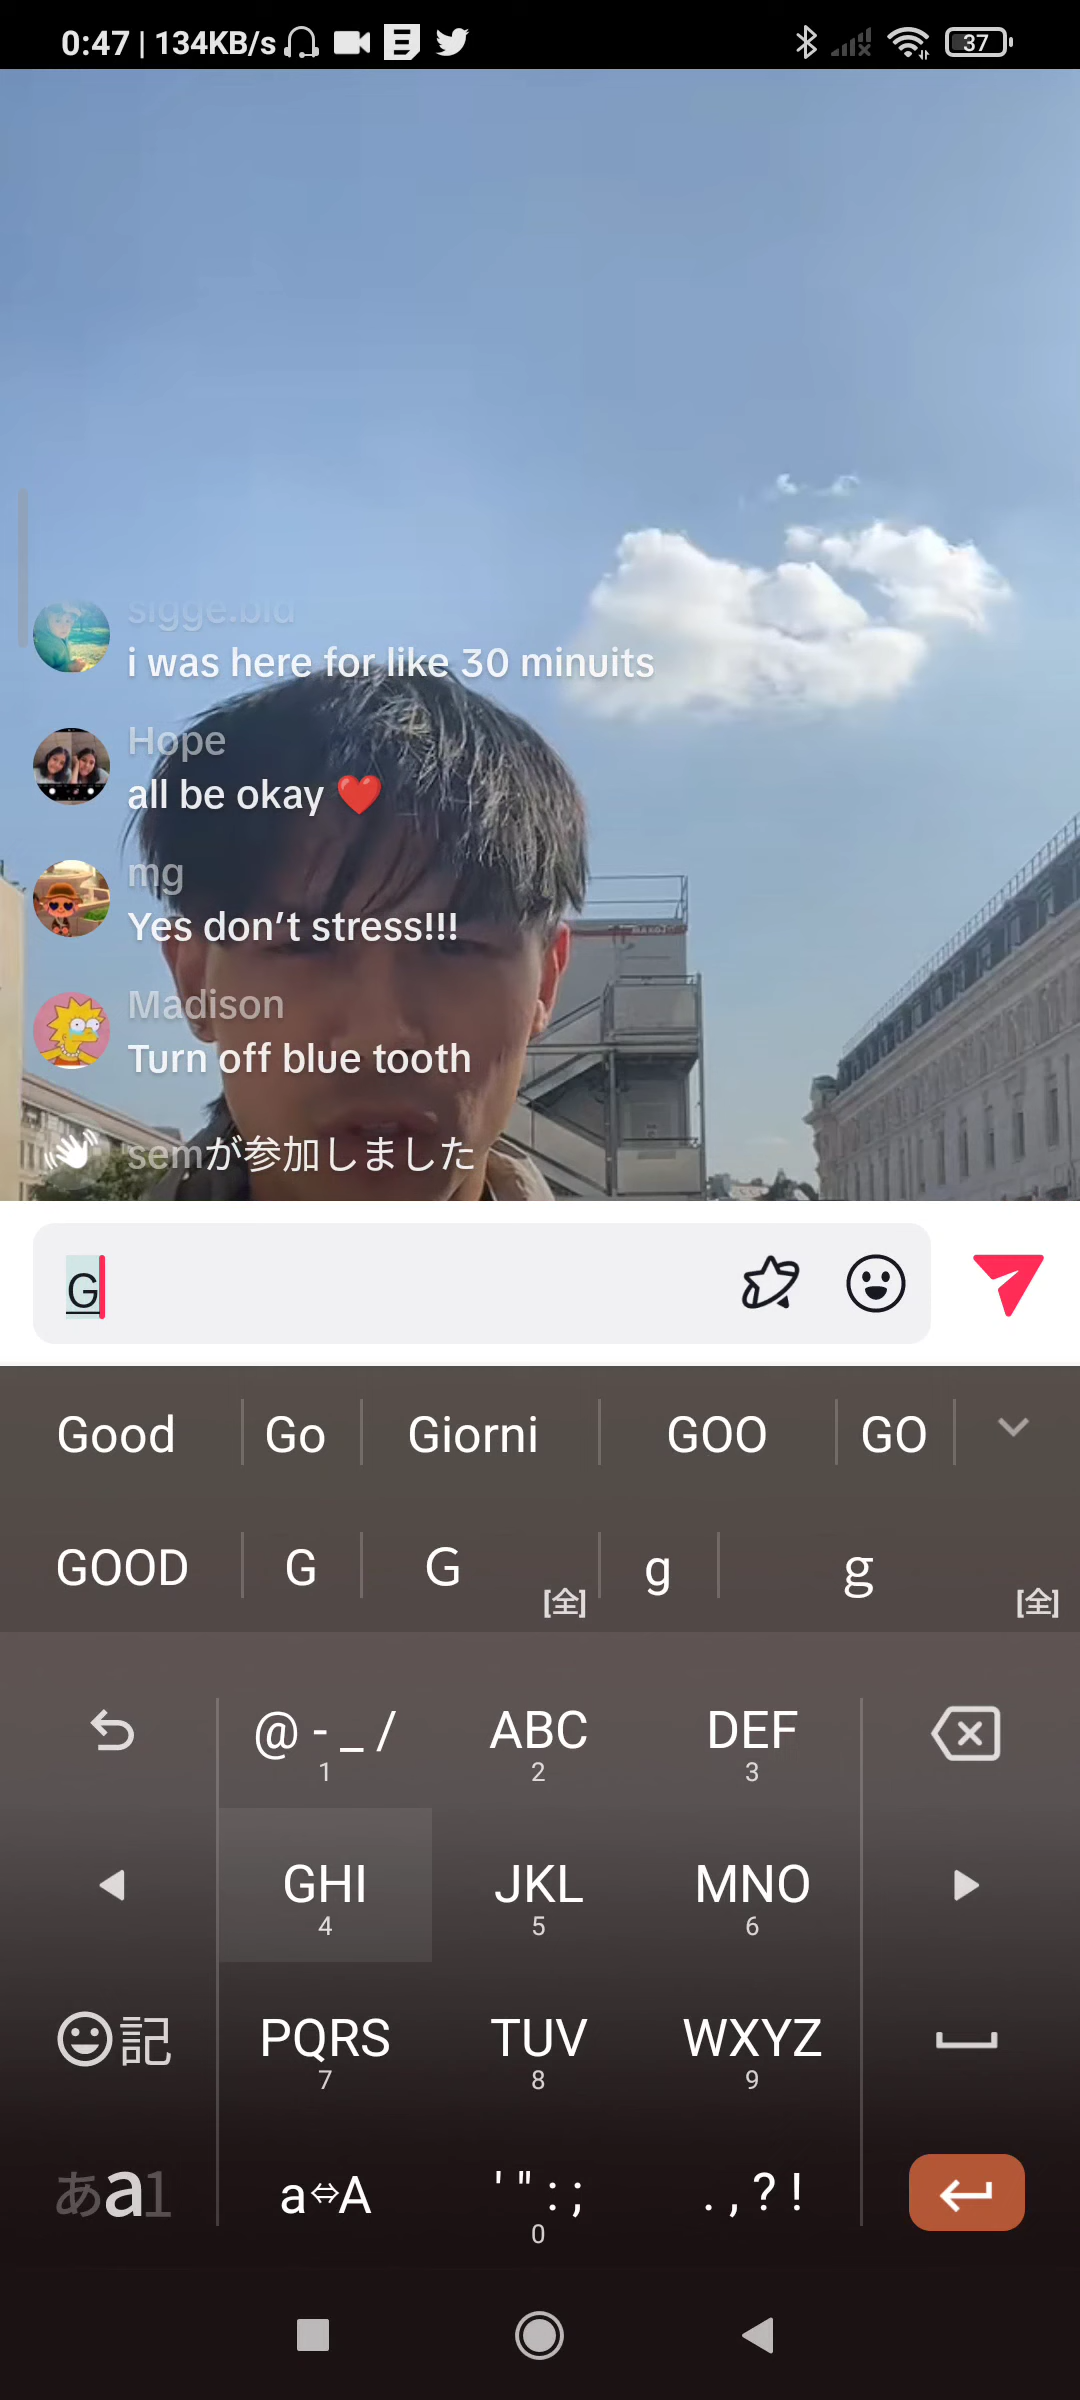 0:47 | 134KB/s
37
sigge.bld
i was here for like 30 minuits
Hope
all be okay ❤️
mg
Yes don't stress!!!
Madison
Turn off blue tooth
semが参加しました
G
Good Go Giorni GOO GO
GOOD G Ｇ [全] g ｇ [全]
@ - _ / ABC DEF
1 2 3
GHI JKL MNO
4 5 6
記 PQRS TUV WXYZ
7 8 9
あa1 a⇔A ' " : ; . , ? !
0